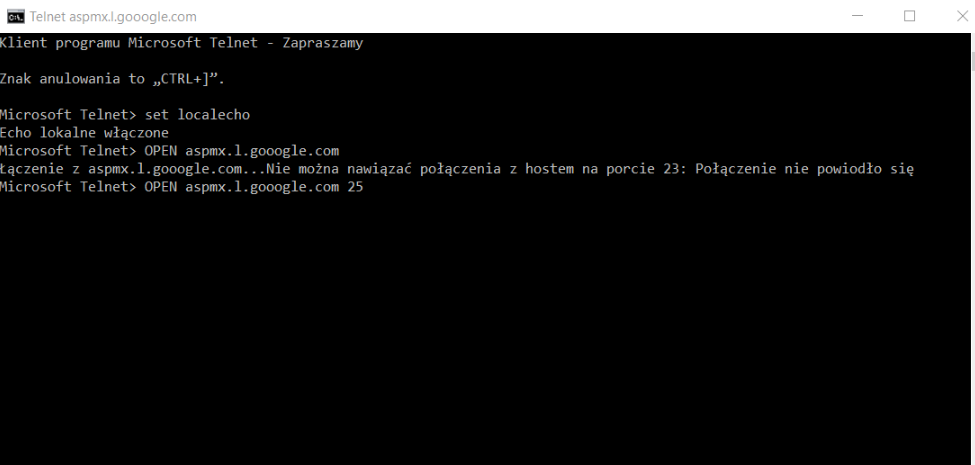 Telnet aspmx.l.gooogle.com
Klient programu Microsoft Telnet - Zapraszamy
Znak anulowania to „CTRL+]”.
Microsoft Telnet> set localecho
Echo lokalne włączone
Microsoft Telnet> OPEN aspmx.l.gooogle.com
Łączenie z aspmx.l.gooogle.com...Nie można nawiązać połączenia z hostem na porcie 23: Połączenie nie powiodło się
Microsoft Telnet> OPEN aspmx.l.gooogle.com 25